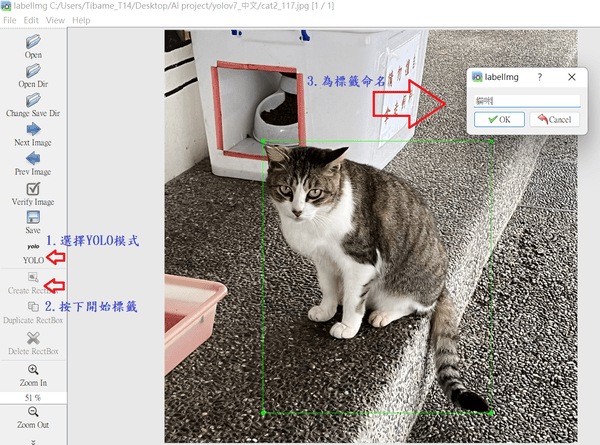 labelImg C:/Users/Tibame_T14/Desktop/AI project/yolov7_中文/cat2_117.jpg [1 / 1]
File Edit View Help
Open
Open Dir
Change Save Dir
Next Image
Prev Image
Verify Image
Save
yolo
YOLO
Create RectBox
Duplicate RectBox
Delete RectBox
Zoom In
51 %
Zoom Out
1.選擇YOLO模式
2.按下開始標籤
3.為標籤命名
labelImg ?
OK
Cancel